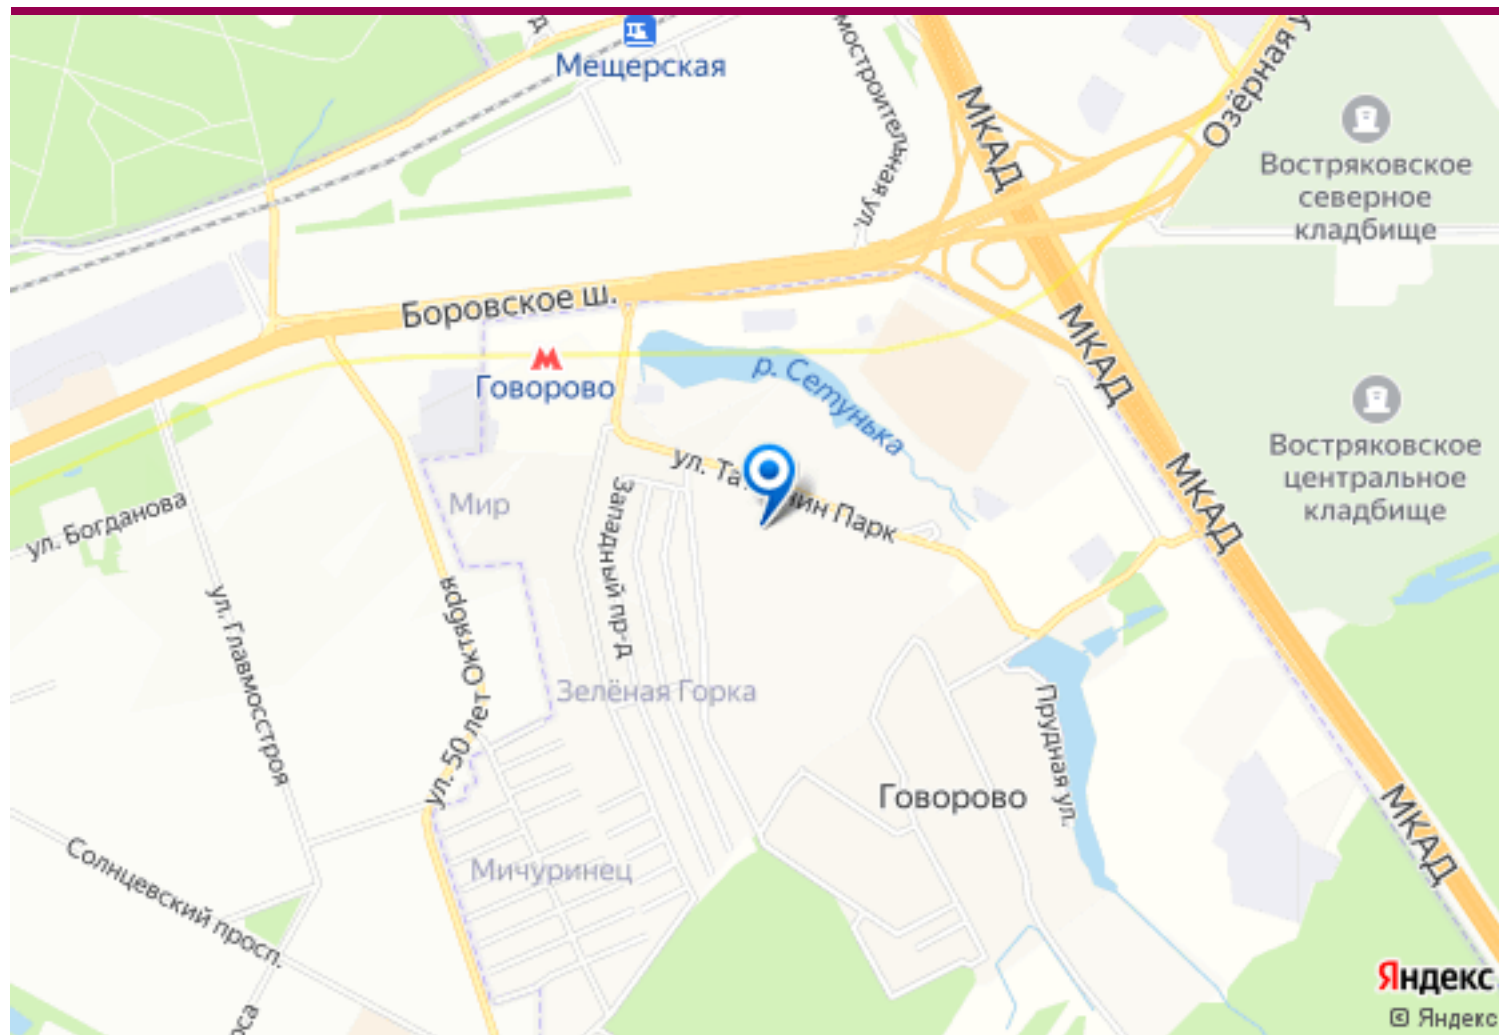 Мещерская
мостроительная ул.
МКАД
Озёрная у
Востряковское
северное
кладбище
Боровское ш.
МКАД
Говорово
р. Сетунька
Востряковское
центральное
кладбище
ул. Та
вин Парк
МКАД
Мир
Западный пр-д
ул. Богданова
ул. Главмосстроя
ул. 50 лет Октября
Зелёная Горка
Прудная ул.
Говорово
МКАД
Мичуринец
Солнцевский просп.
Яндекс
© Яндекс